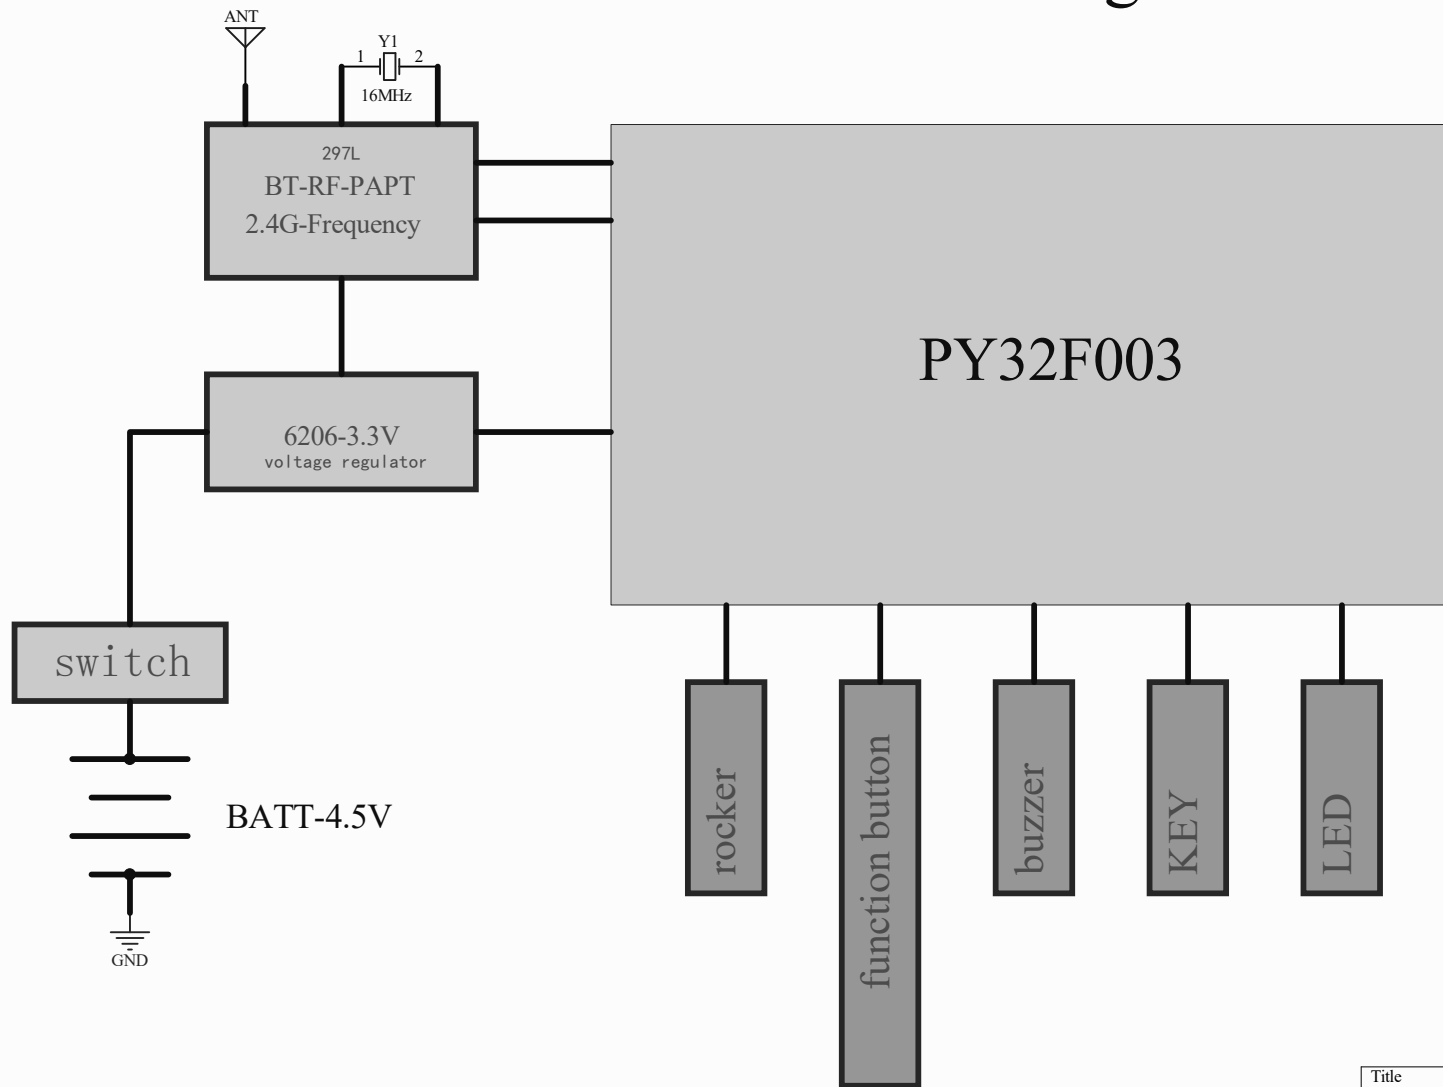 ANT
Y1
1
2
16MHz
297L
BT-RF-PAPT
2.4G-Frequency
PY32F003
6206-3.3V
voltage regulator
switch
BATT-4.5V
GND
rocker
function button
buzzer
KEY
LED
Title